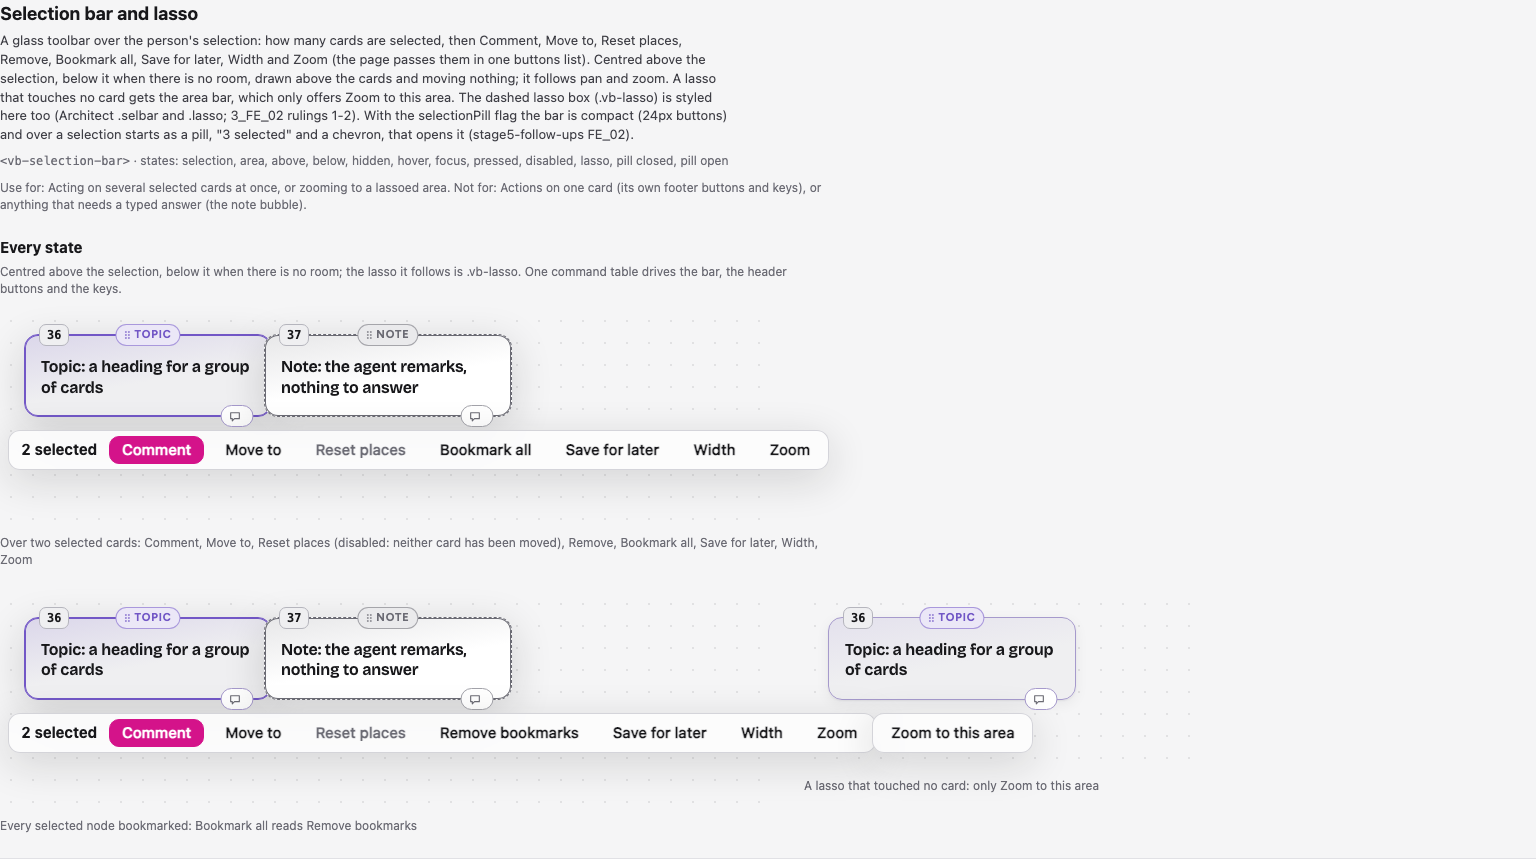 Selection bar and lasso
A glass toolbar over the person's selection: how many cards are selected, then Comment, Move to, Reset places,
Remove, Bookmark all, Save for later, Width and Zoom (the page passes them in one buttons list). Centred above the
selection, below it when there is no room, drawn above the cards and moving nothing; it follows pan and zoom. A lasso
that touches no card gets the area bar, which only offers Zoom to this area. The dashed lasso box (.vb-lasso) is styled
here too (Architect .selbar and .lasso; 3_FE_02 rulings 1-2). With the selectionPill flag the bar is compact (24px buttons)
and over a selection starts as a pill, "3 selected" and a chevron, that opens it (stage5-follow-ups FE_02).
<vb-selection-bar> · states: selection, area, above, below, hidden, hover, focus, pressed, disabled, lasso, pill closed, pill open
Use for: Acting on several selected cards at once, or zooming to a lassoed area. Not for: Actions on one card (its own footer buttons and keys), or
anything that needs a typed answer (the note bubble).
Every state
Centred above the selection, below it when there is no room; the lasso it follows is .vb-lasso. One command table drives the bar, the header
buttons and the keys.
36 TOPIC 37 NOTE
Topic: a heading for a group Note: the agent remarks,
of cards nothing to answer
2 selected Comment Move to Reset places Bookmark all Save for later Width Zoom
Over two selected cards: Comment, Move to, Reset places (disabled: neither card has been moved), Remove, Bookmark all, Save for later, Width,
Zoom
36 TOPIC 37 NOTE 36 TOPIC
Topic: a heading for a group Note: the agent remarks, Topic: a heading for a group
of cards nothing to answer of cards
2 selected Comment Move to Reset places Remove bookmarks Save for later Width Zoom Zoom to this area
A lasso that touched no card: only Zoom to this area
Every selected node bookmarked: Bookmark all reads Remove bookmarks